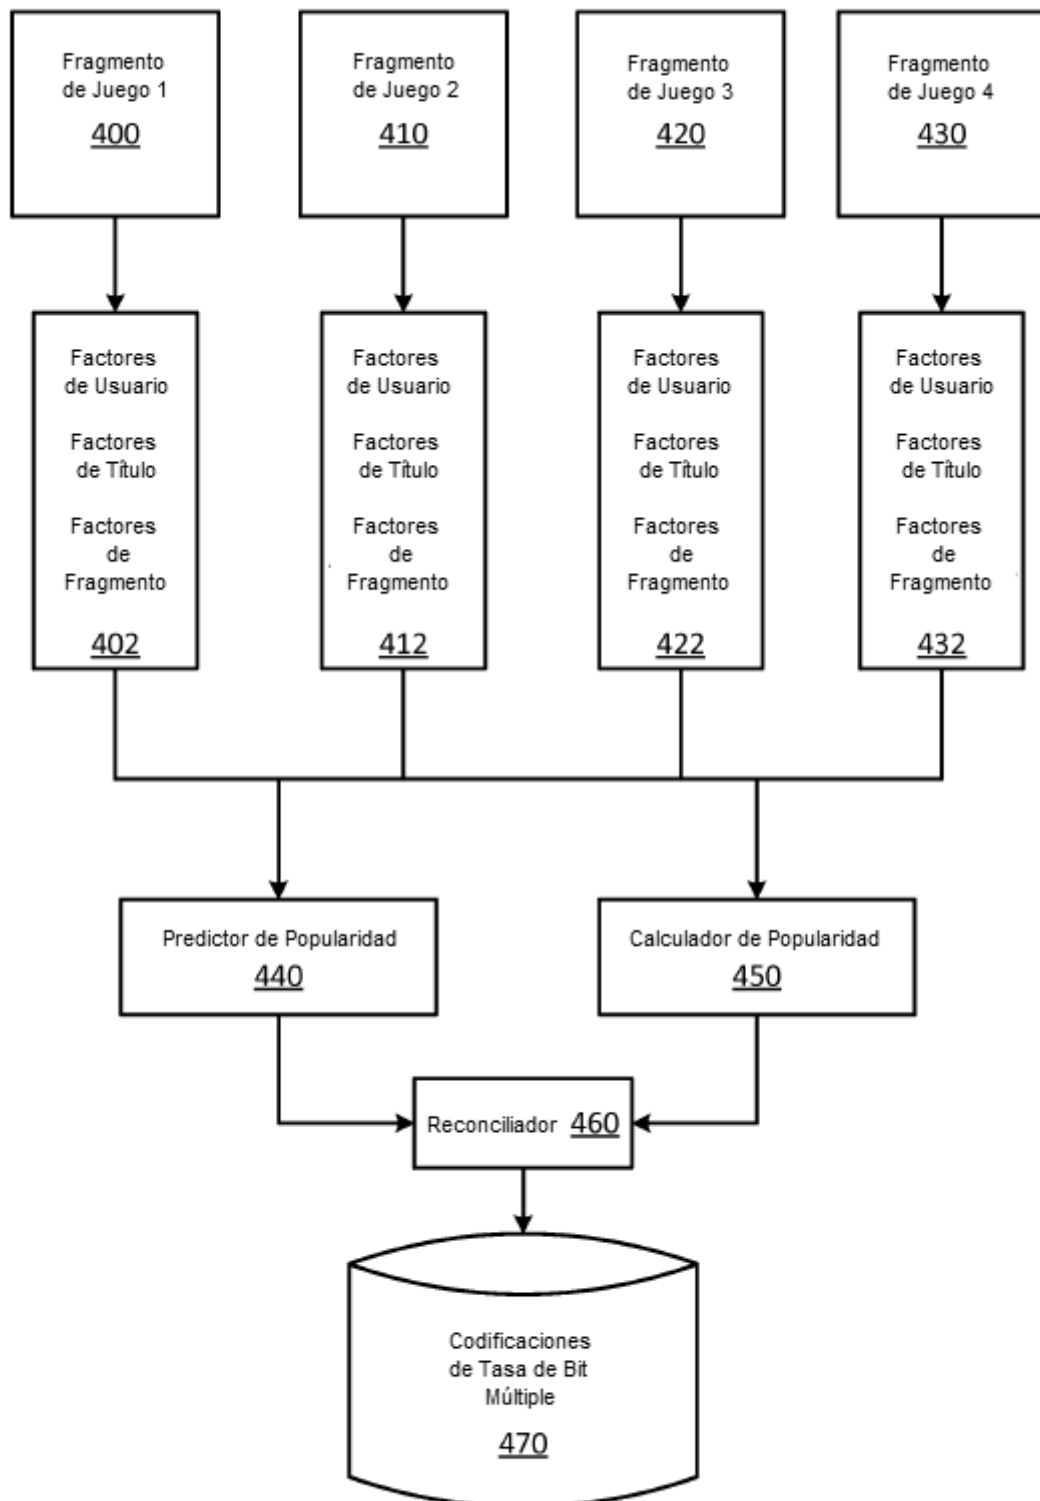 Fragmento
de Juego 1
400
Fragmento
de Juego 2
410
Fragmento
de Juego 3
420
Fragmento
de Juego 4
430
Factores
de Usuario
Factores
de Título
Factores
de
Fragmento
402
Factores
de Usuario
Factores
de Título
Factores
de
Fragmento
412
Factores
de Usuario
Factores
de Título
Factores
de
Fragmento
422
Factores
de Usuario
Factores
de Título
Factores
de
Fragmento
432
Predictor de Popularidad
440
Calculador de Popularidad
450
Reconciliador 460
Codificaciones
de Tasa de Bit
Múltiple
470